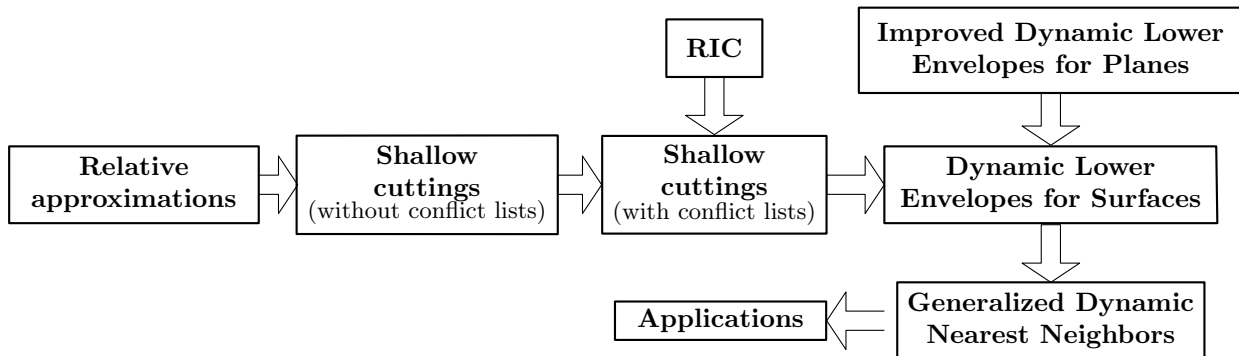 RIC
Improved Dynamic Lower
Envelopes for Planes
Relative
approximations
Shallow
cuttings
(without conflict lists)
Shallow
cuttings
(with conflict lists)
Dynamic Lower
Envelopes for Surfaces
Applications
Generalized Dynamic
Nearest Neighbors